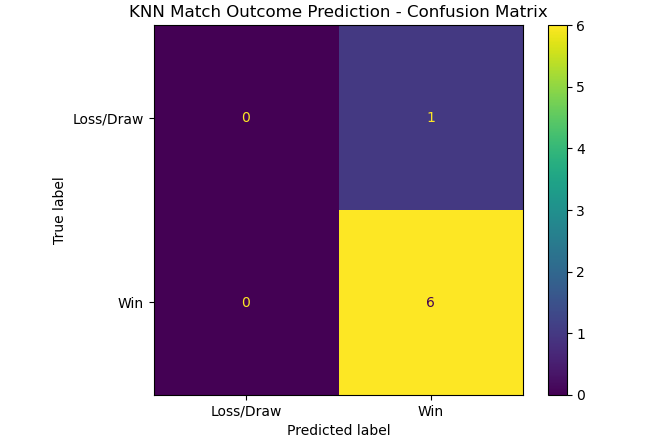 KNN Match Outcome Prediction - Confusion Matrix
Loss/Draw
Win
True label
0
1
0
6
Loss/Draw
Win
Predicted label
6
5
4
3
2
1
0